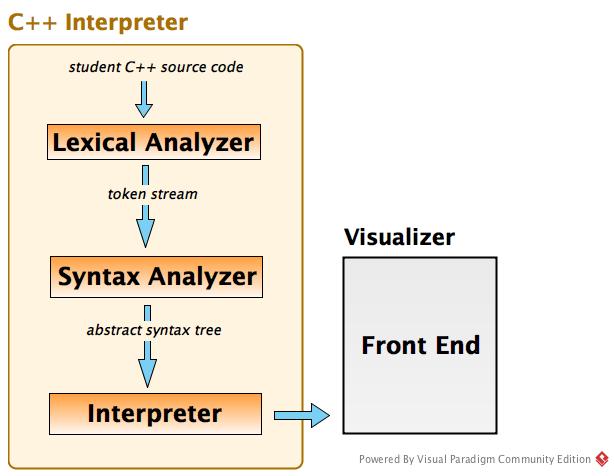 C++ Interpreter
student C++ source code
Lexical Analyzer
token stream
Syntax Analyzer
abstract syntax tree
Interpreter
Visualizer
Front End
Powered By Visual Paradigm Community Edition